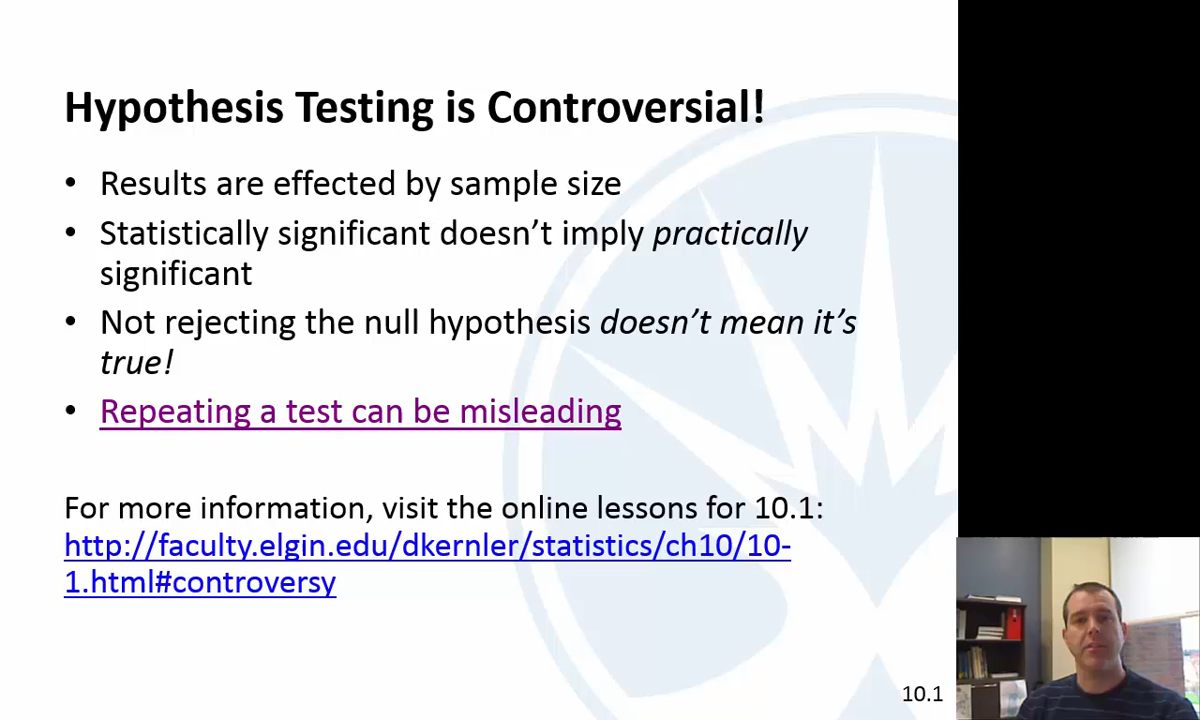 Hypothesis Testing is Controversial!
• Results are effected by sample size
• Statistically significant doesn't imply practically
significant
• Not rejecting the null hypothesis doesn't mean it's
true!
• Repeating a test can be misleading
For more information, visit the online lessons for 10.1:
http://faculty.elgin.edu/dkernler/statistics/ch10/10-
1.html#controversy
10.1